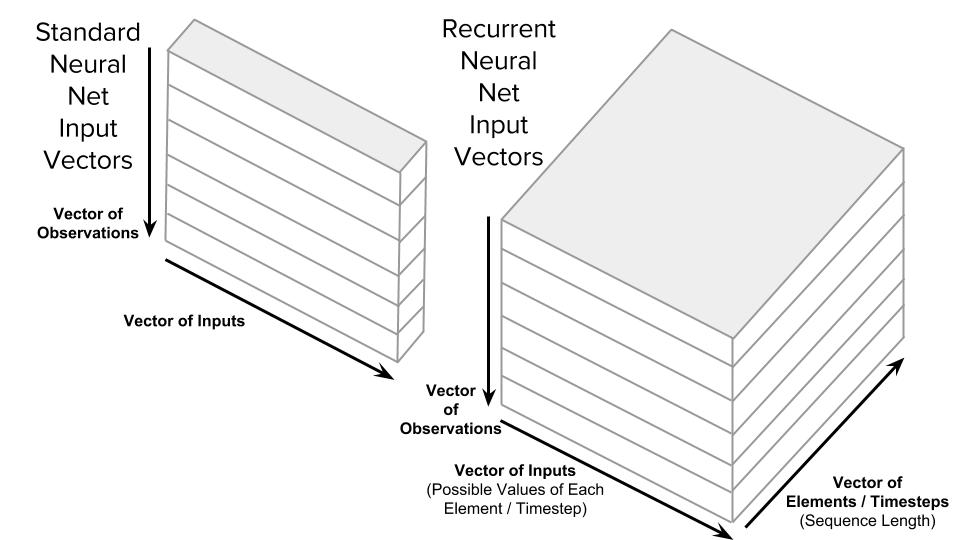 Standard
Neural
Net
Input
Vectors
Vector of
Observations
Vector of Inputs
Recurrent
Neural
Net
Input
Vectors
Vector
of
Observations
Vector of Inputs
(Possible Values of Each
Element / Timestep)
Vector of
Elements / Timesteps
(Sequence Length)